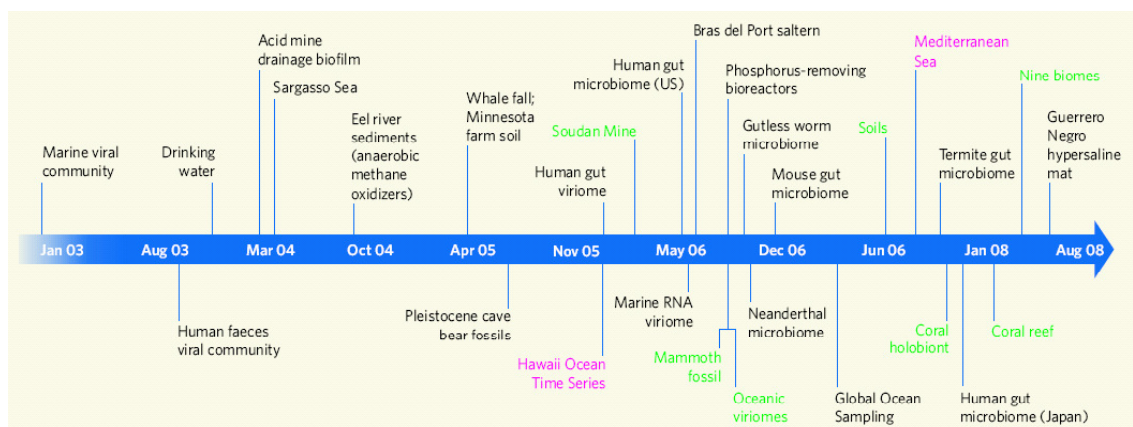 Marine viral
community
Drinking
water
Acid mine
drainage biofilm
Sargasso Sea
Eel river
sediments
(anaerobic
methane
oxidizers)
Whale fall;
Minnesota
farm soil
Soudan Mine
Human gut
viriome
Human gut
microbiome (US)
Bras del Port saltern
Phosphorus-removing
bioreactors
Gutless worm
microbiome
Mouse gut
microbiome
Soils
Mediterranean
Sea
Termite gut
microbiome
Nine biomes
Guerrero
Negro
hypersaline
mat
Jan 03
Aug 03
Mar 04
Oct 04
Apr 05
Nov 05
May 06
Dec 06
Jun 06
Jan 08
Aug 08
Human faeces
viral community
Pleistocene cave
bear fossils
Hawaii Ocean
Time Series
Marine RNA
viriome
Mammoth
fossil
Oceanic
viriomes
Neanderthal
microbiome
Global Ocean
Sampling
Coral
holobiont
Human gut
microbiome (Japan)
Coral reef